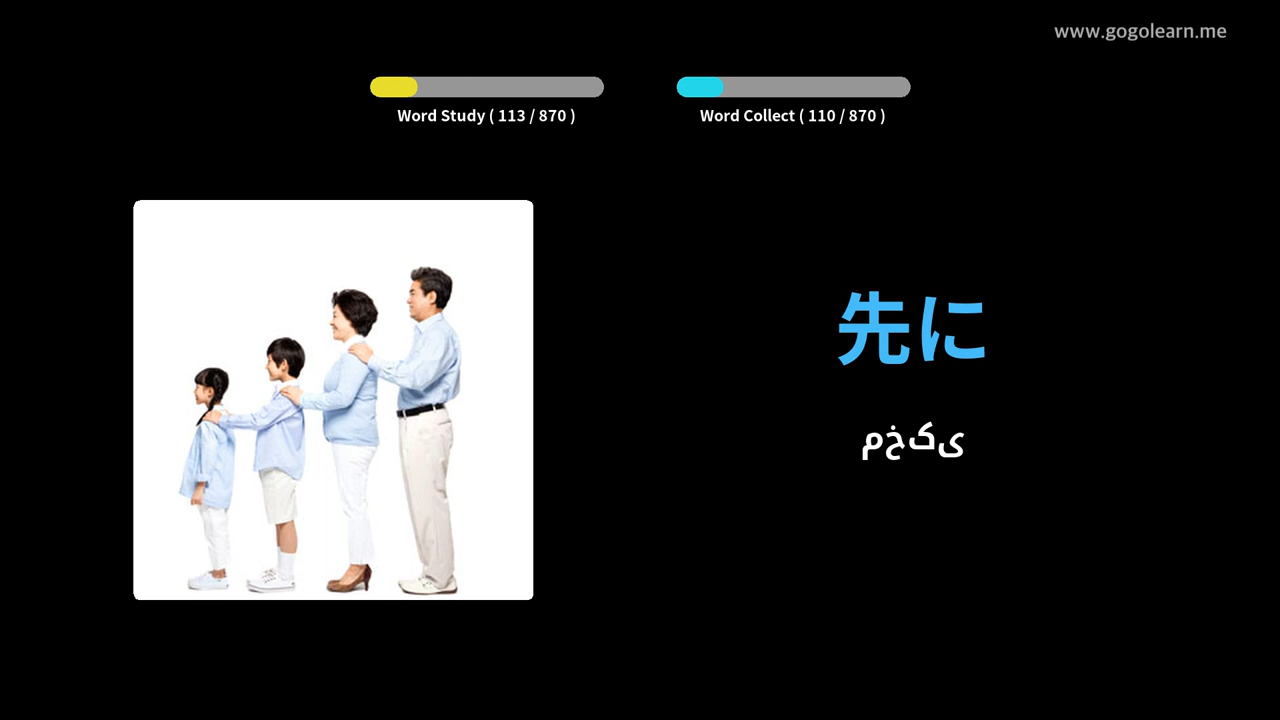 www.gogolearn.me
Word Study ( 113 / 870 )
Word Collect ( 110 / 870 )
先に
مخکی